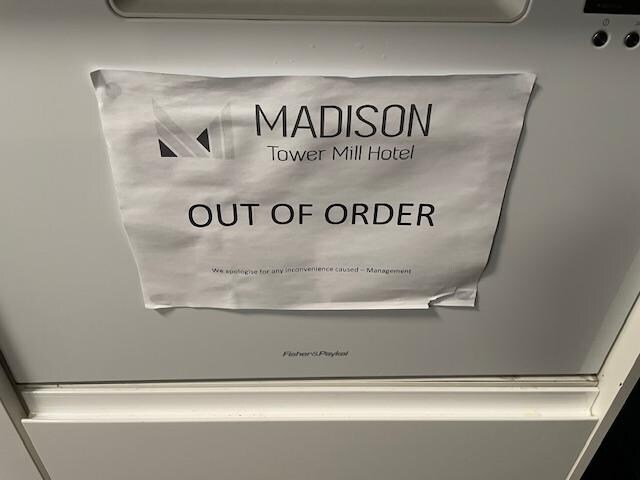 MADISON
Tower Mill Hotel
OUT OF ORDER
We apologise for any inconvenience caused – Management
Fisher&Paykel